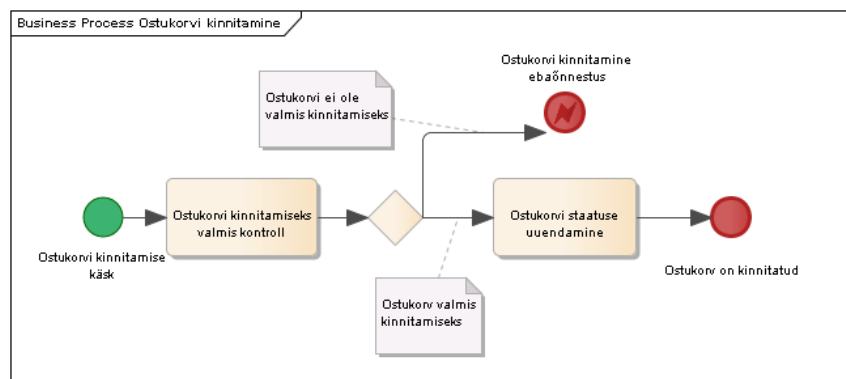 Business Process Ostukorvi kinnitamine
Ostukorvi kinnitamine
ebaõnnestus
Ostukorvi ei ole
valmis kinnitamiseks
Ostukorvi kinnitamiseks
valmis kontroll
Ostukorvi staatuse
uuendamine
Ostukorvi kinnitamise
käsk
Ostukorv on kinnitatud
Ostukorv valmis
kinnitamiseks